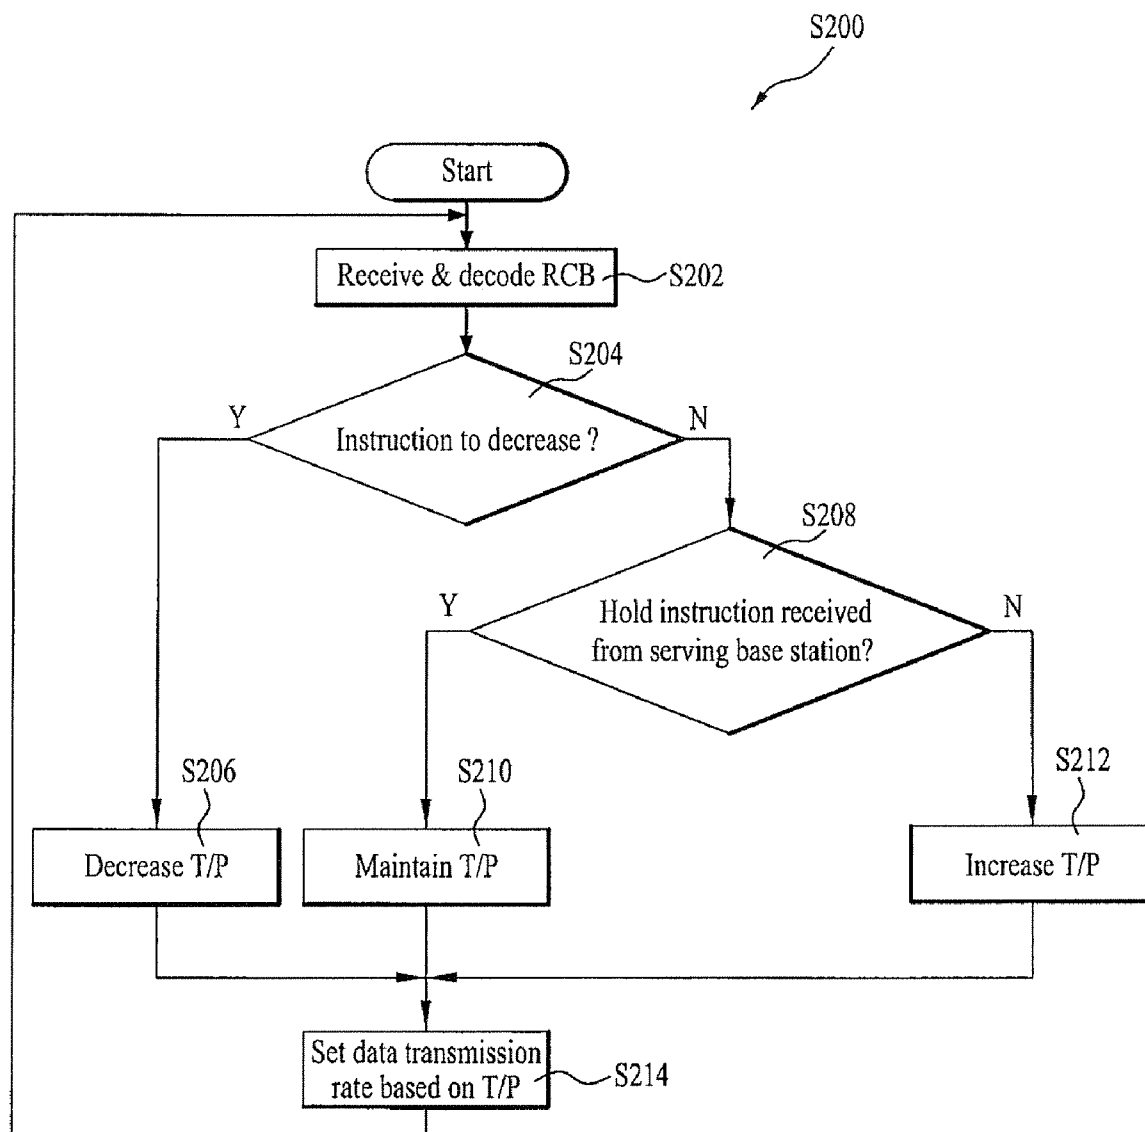 S200
Start
Receive & decode RCB
S202
S204
Y
N
Instruction to decrease ?
S208
Y
N
Hold instruction received
from serving base station?
S206
S210
S212
Decrease T/P
Maintain T/P
Increase T/P
Set data transmission
rate based on T/P
S214